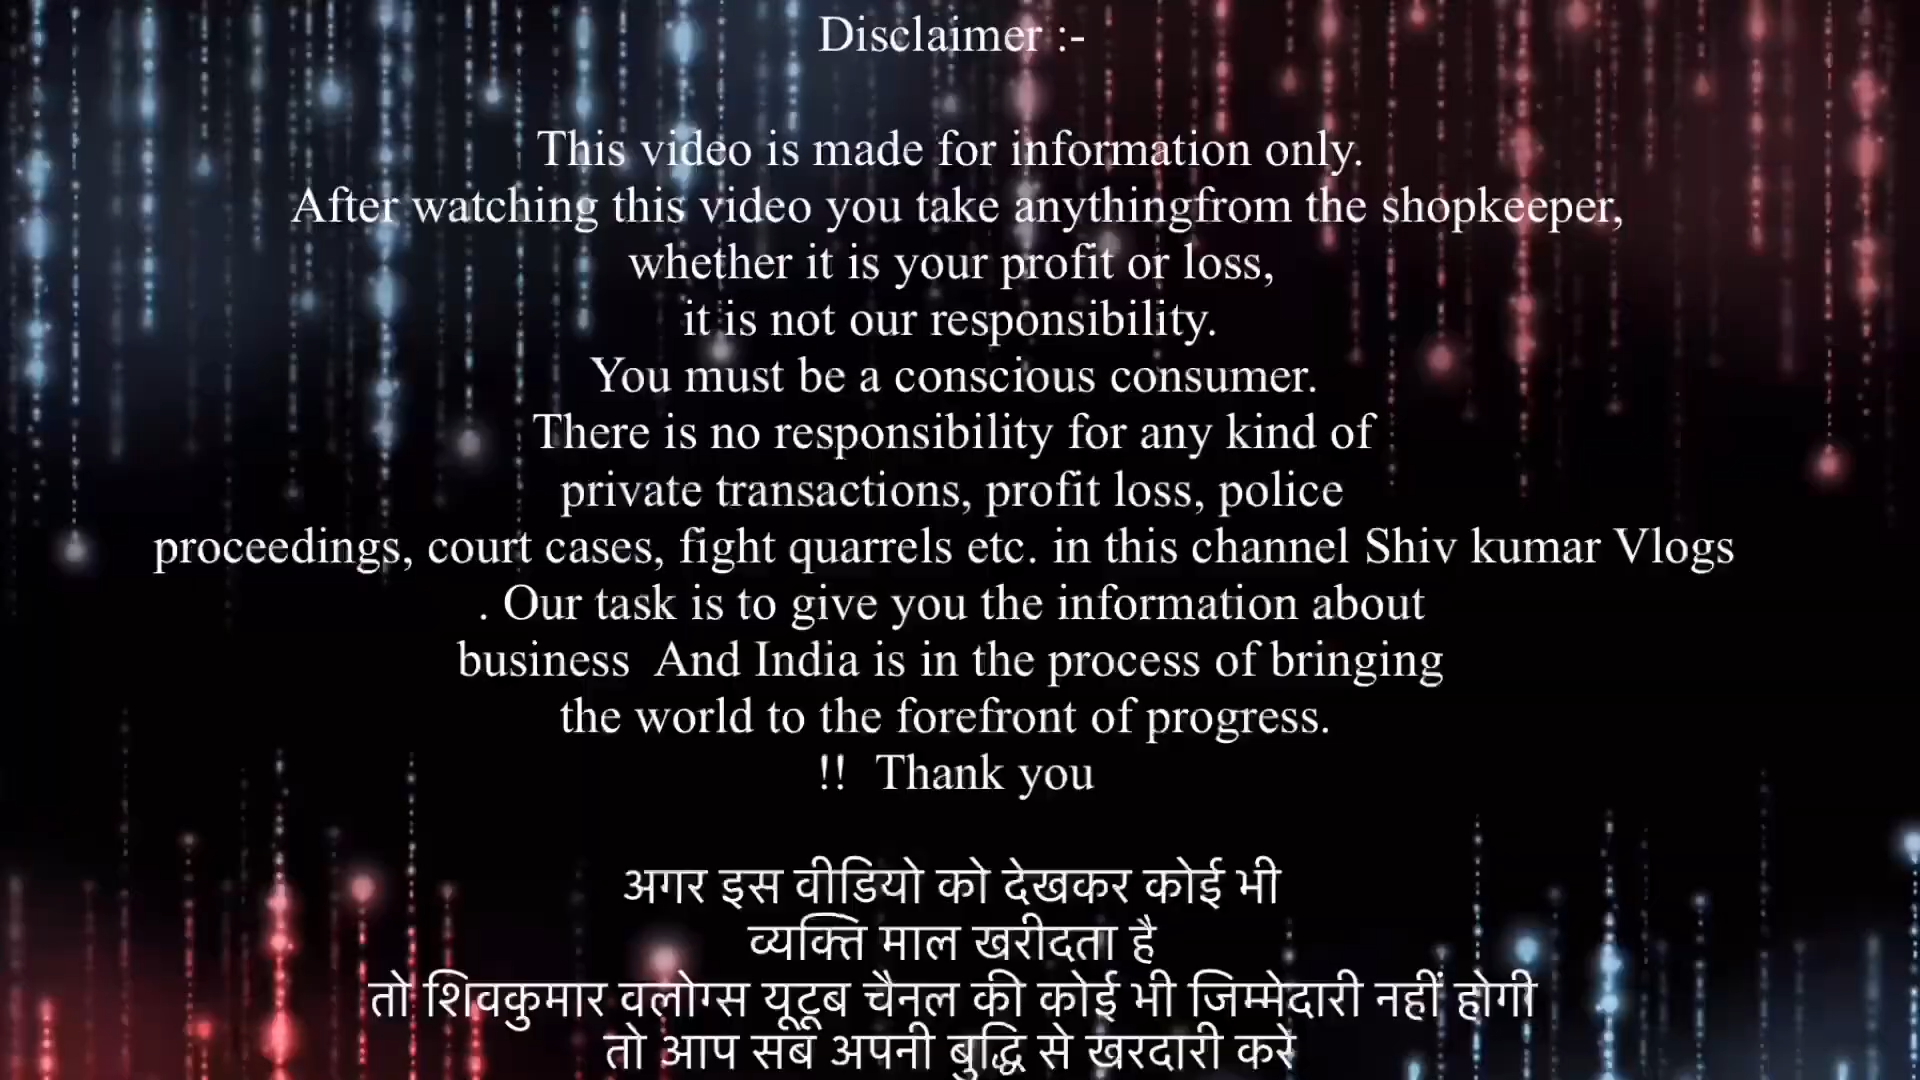 Disclaimer :-
This video is made for information only.
After watching this video you take anythingfrom the shopkeeper,
whether it is your profit or loss,
it is not our responsibility.
You must be a conscious consumer.
There is no responsibility for any kind of
private transactions, profit loss, police
proceedings, court cases, fight quarrels etc. in this channel Shiv kumar Vlogs
. Our task is to give you the information about
business  And India is in the process of bringing
the world to the forefront of progress.
!!  Thank you
अगर इस वीडियो को देखकर कोई भी
व्यक्ति माल खरीदता है
तो शिवकुमार वलोग्स यूटूब चैनल की कोई भी जिम्मेदारी नहीं होगी
तो आप सब अपनी बुद्धि से खरदारी करें